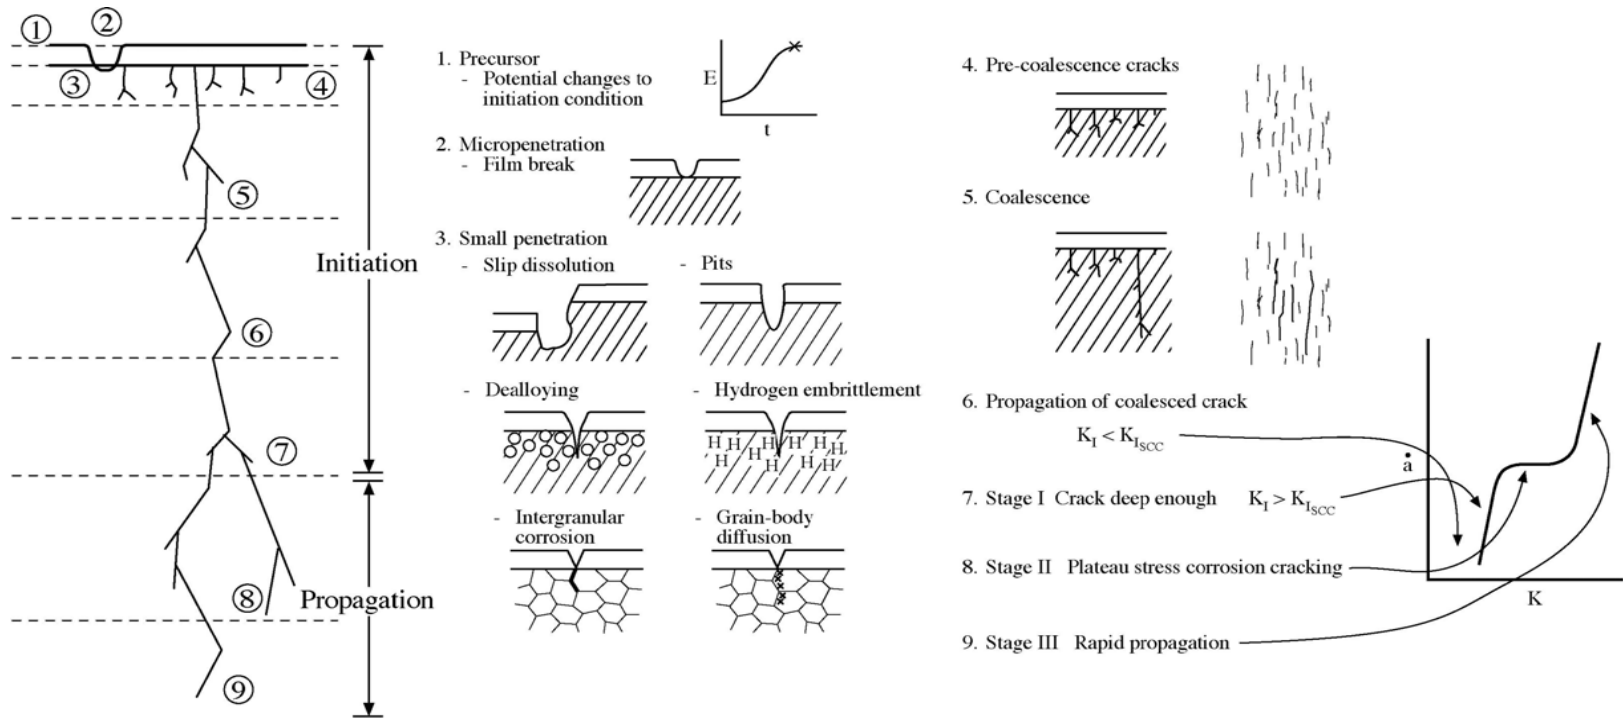 ①
②
③
④
⑤
Initiation
⑥
⑦
⑧
Propagation
⑨
1. Precursor
- Potential changes to
initiation condition
E
t
2. Micropenetration
- Film break
3. Small penetration
- Slip dissolution
- Pits
- Dealloying
- Hydrogen embrittlement
H H H H H H H H H H H H H
- Intergranular
corrosion
- Grain-body
diffusion
4. Pre-coalescence cracks
5. Coalescence
6. Propagation of coalesced crack
K_I < K_ISCC
7. Stage I Crack deep enough K_I > K_ISCC
8. Stage II Plateau stress corrosion cracking
9. Stage III Rapid propagation
ȧ
K